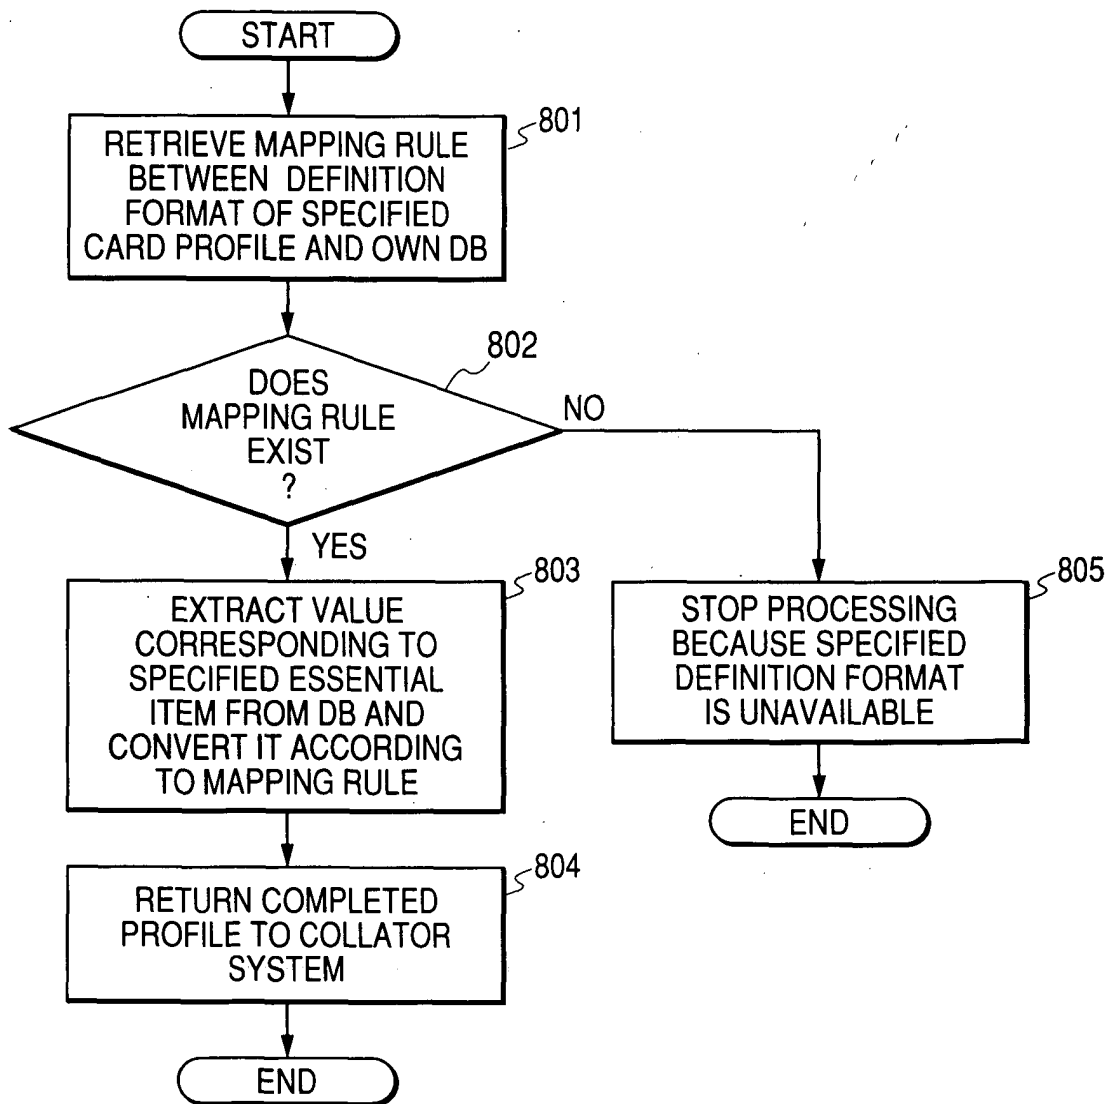 START
801
RETRIEVE MAPPING RULE
BETWEEN DEFINITION
FORMAT OF SPECIFIED
CARD PROFILE AND OWN DB
802
DOES
MAPPING RULE
EXIST
?
NO
YES
803
EXTRACT VALUE
CORRESPONDING TO
SPECIFIED ESSENTIAL
ITEM FROM DB AND
CONVERT IT ACCORDING
TO MAPPING RULE
805
STOP PROCESSING
BECAUSE SPECIFIED
DEFINITION FORMAT
IS UNAVAILABLE
END
804
RETURN COMPLETED
PROFILE TO COLLATOR
SYSTEM
END